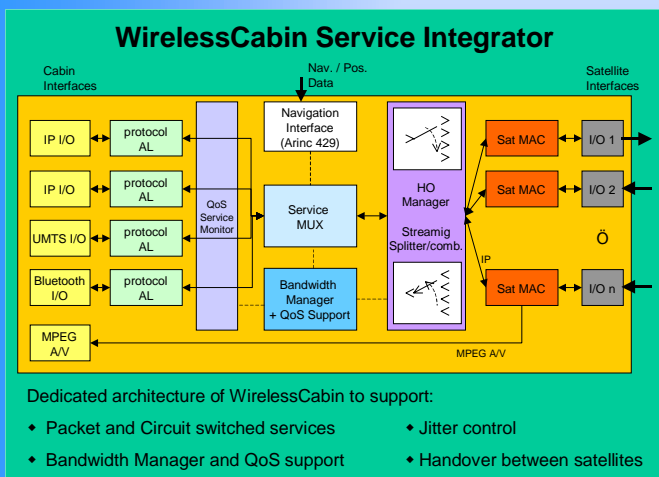 WirelessCabin Service Integrator
Cabin
Interfaces
Nav. / Pos.
Data
Satellite
Interfaces
IP I/O
protocol
AL
QoS
Service
Monitor
Navigation
Interface
(Arinc 429)
HO
Manager
Streamig
Splitter/comb.
Sat MAC
I/O 1
IP I/O
protocol
AL
Service
MUX
Sat MAC
I/O 2
UMTS I/O
protocol
AL
Ö
IP
Bluetooth
I/O
protocol
AL
Bandwidth
Manager
+ QoS Support
Sat MAC
I/O n
MPEG
A/V
MPEG A/V
Dedicated architecture of WirelessCabin to support:
◆ Packet and Circuit switched services
◆ Jitter control
◆ Bandwidth Manager and QoS support
◆ Handover between satellites